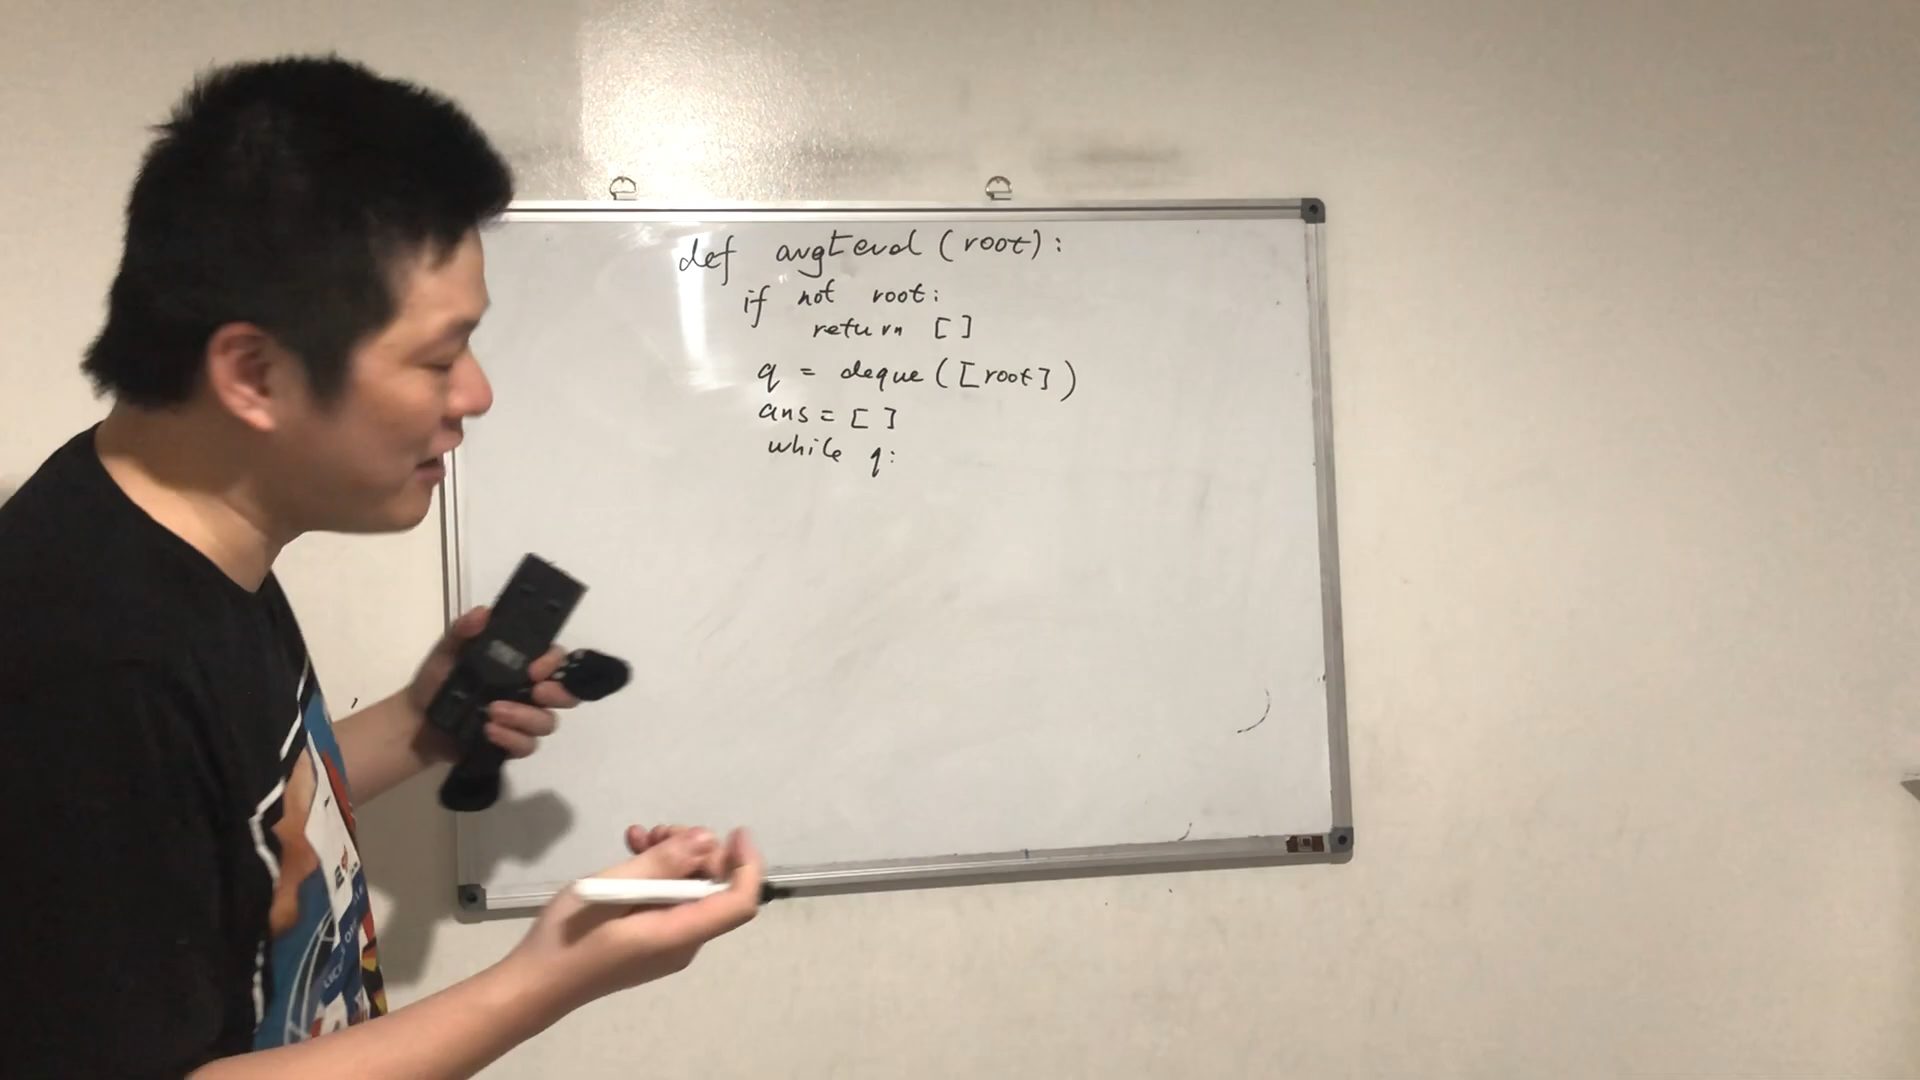 def avgLevel (root):
if not root:
return []
q = deque ([root])
ans = []
while q: